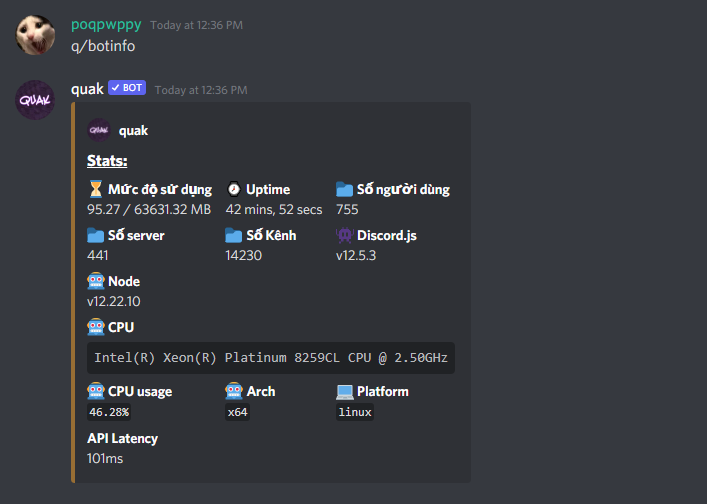 poqpwppy Today at 12:36 PM
q/botinfo
QUAK
quak BOT Today at 12:36 PM
QUAK quak
Stats:
Mức độ sử dụng Uptime Số người dùng
95.27 / 63631.32 MB 42 mins, 52 secs 755
Số server Số Kênh Discord.js
441 14230 v12.5.3
Node
v12.22.10
CPU
Intel(R) Xeon(R) Platinum 8259CL CPU @ 2.50GHz
CPU usage Arch Platform
46.28% x64 linux
API Latency
101ms